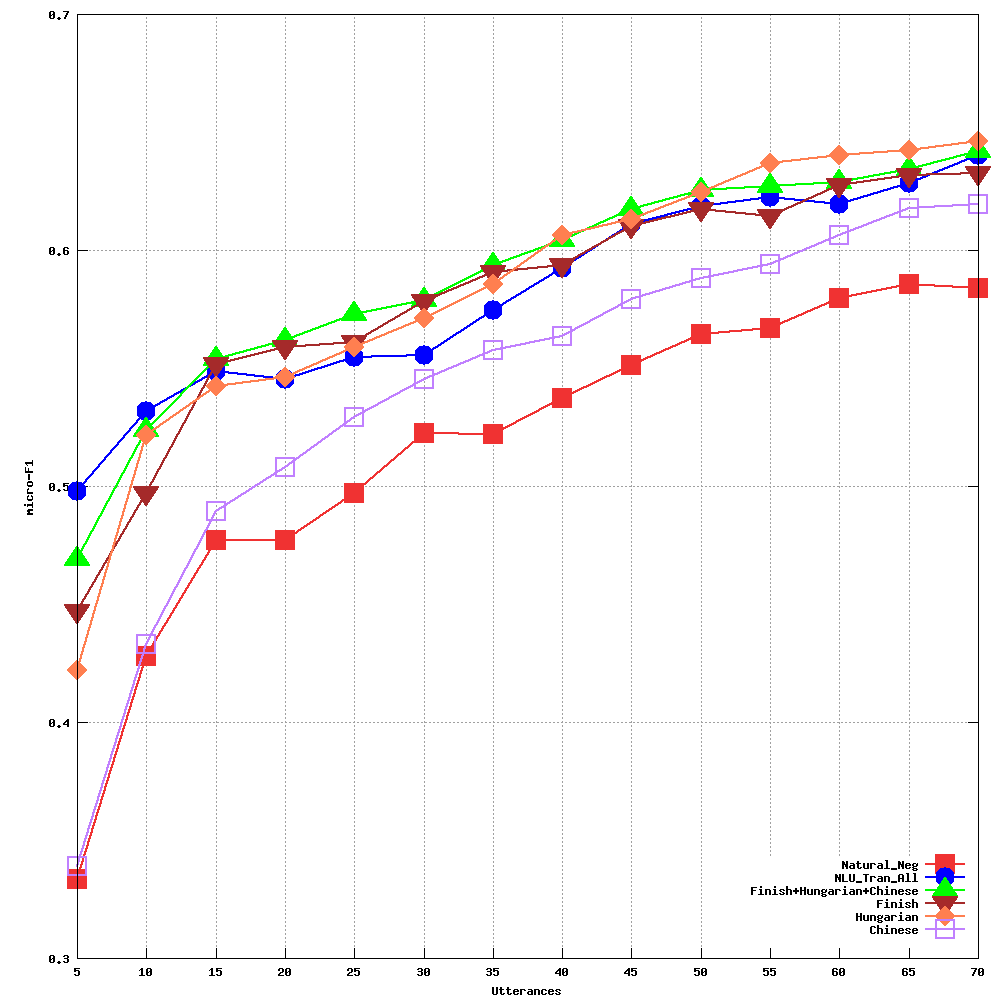 0.7
0.6
0.5
0.4
0.3
micro-F1
5 10 15 20 25 30 35 40 45 50 55 60 65 70
Utterances
Natural_Neg
NLU_Tran_All
Finish+Hungarian+Chinese
Finish
Hungarian
Chinese